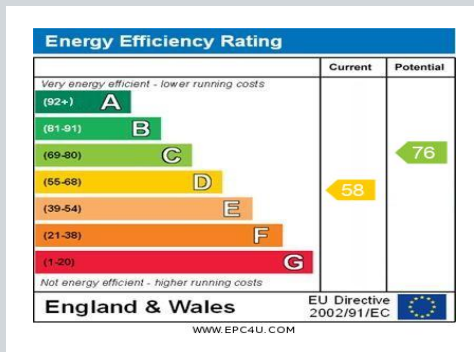 Energy Efficiency Rating
Current Potential
Very energy efficient - lower running costs
(92+) A
(81-91) B
(69-80) C
76
(55-68) D
58
(39-54) E
(21-38) F
(1-20) G
Not energy efficient - higher running costs
England & Wales
EU Directive
2002/91/EC
WWW.EPC4U.COM